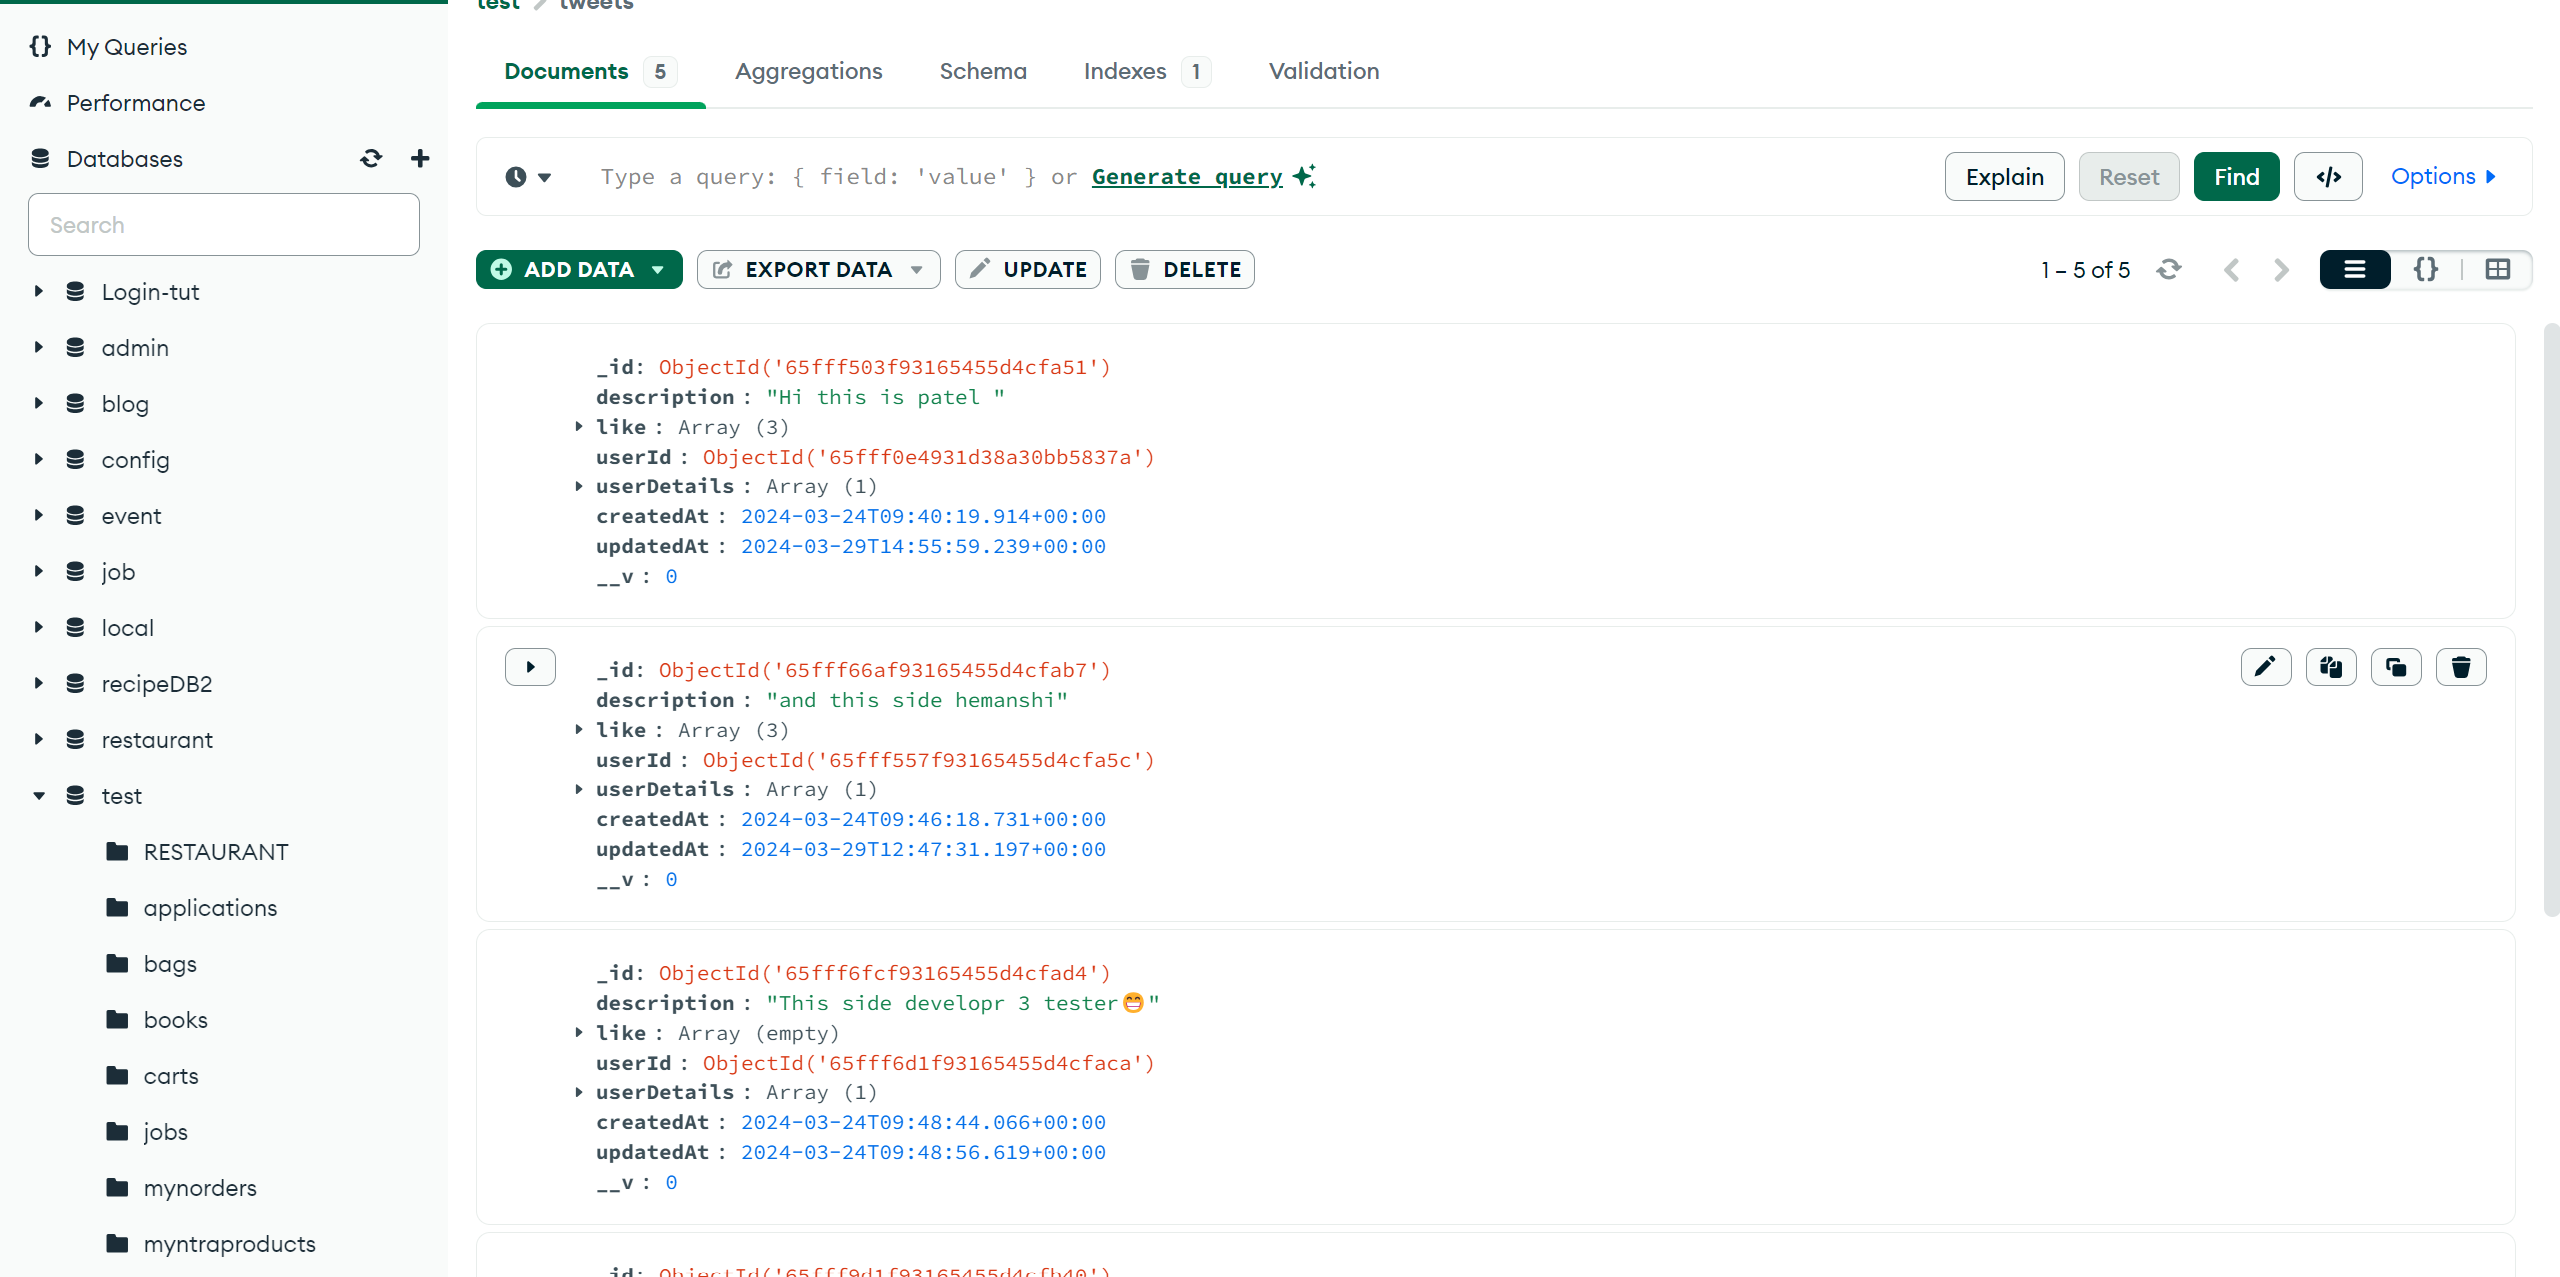 test > tweets
My Queries
Performance
Databases
Search
Login-tut
admin
blog
config
event
job
local
recipeDB2
restaurant
test
RESTAURANT
applications
bags
books
carts
jobs
mynorders
myntraproducts
Documents 5 Aggregations Schema Indexes 1 Validation
Type a query: { field: 'value' } or Generate query
Explain Reset Find </> Options
ADD DATA EXPORT DATA UPDATE DELETE
1 – 5 of 5 {}
_id: ObjectId('65fff503f93165455d4cfa51')
description : "Hi this is patel "
like : Array (3)
userId : ObjectId('65fff0e4931d38a30bb5837a')
userDetails : Array (1)
createdAt : 2024-03-24T09:40:19.914+00:00
updatedAt : 2024-03-29T14:55:59.239+00:00
__v : 0
_id: ObjectId('65fff66af93165455d4cfab7')
description : "and this side hemanshi"
like : Array (3)
userId : ObjectId('65fff557f93165455d4cfa5c')
userDetails : Array (1)
createdAt : 2024-03-24T09:46:18.731+00:00
updatedAt : 2024-03-29T12:47:31.197+00:00
__v : 0
_id: ObjectId('65fff6fcf93165455d4cfad4')
description : "This side developr 3 tester😁"
like : Array (empty)
userId : ObjectId('65fff6d1f93165455d4cfaca')
userDetails : Array (1)
createdAt : 2024-03-24T09:48:44.066+00:00
updatedAt : 2024-03-24T09:48:56.619+00:00
__v : 0
_id: ObjectId('65fff9d1f93165455d4cfb40')